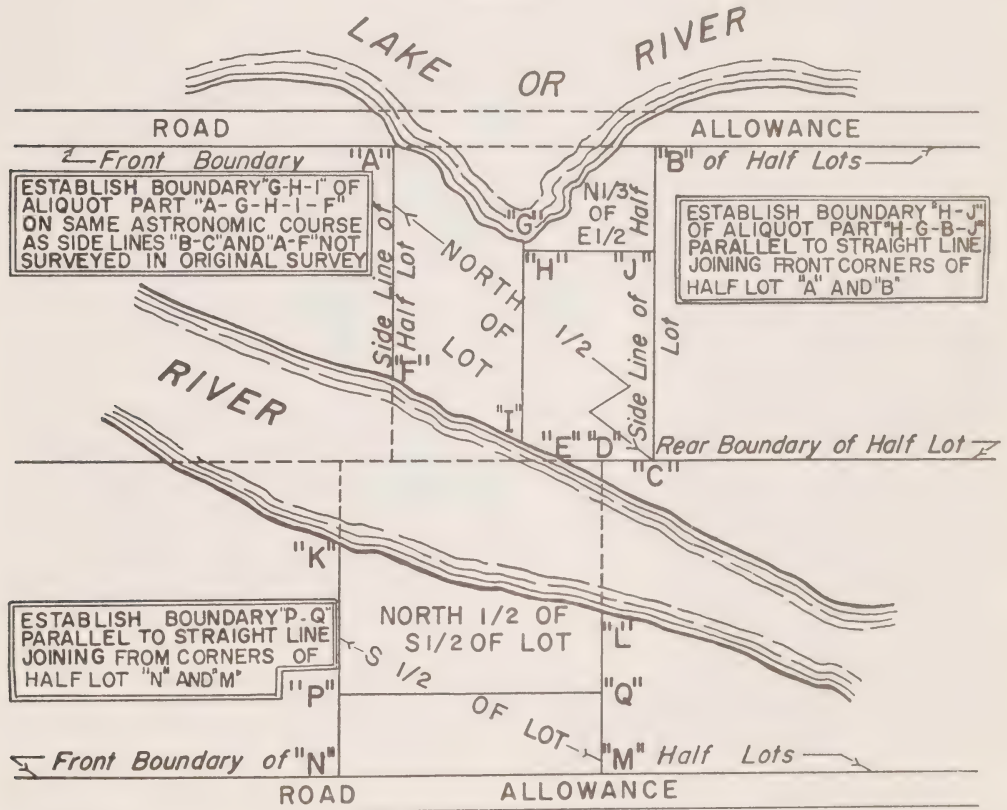 LAKE OR RIVER
ROAD ALLOWANCE
Front Boundary "A" "B" of Half Lots
ESTABLISH BOUNDARY "G-H-I" OF
ALIQUOT PART "A-G-H-I-F"
ON SAME ASTRONOMIC COURSE
AS SIDE LINES "B-C" AND "A-F" NOT
SURVEYED IN ORIGINAL SURVEY
Side Line of
Half Lot
NORTH
OF
LOT
1/2
"G"
N1/3
OF
E1/2
"H" "J"
Side Line of Half
Lot
ESTABLISH BOUNDARY "H-J"
OF ALIQUOT PART "H-G-B-J"
PARALLEL TO STRAIGHT LINE
JOINING FRONT CORNERS OF
HALF LOT "A" AND "B"
"F"
RIVER
"I"
"E" "D" "C" Rear Boundary of Half Lot
"K"
ESTABLISH BOUNDARY "P-Q"
PARALLEL TO STRAIGHT LINE
JOINING FROM CORNERS OF
HALF LOT "N" AND "M"
NORTH 1/2 OF
S1/2 OF LOT
"L"
S 1/2
OF LOT
"P" "Q"
Front Boundary of "N" "M" Half Lots
ROAD ALLOWANCE